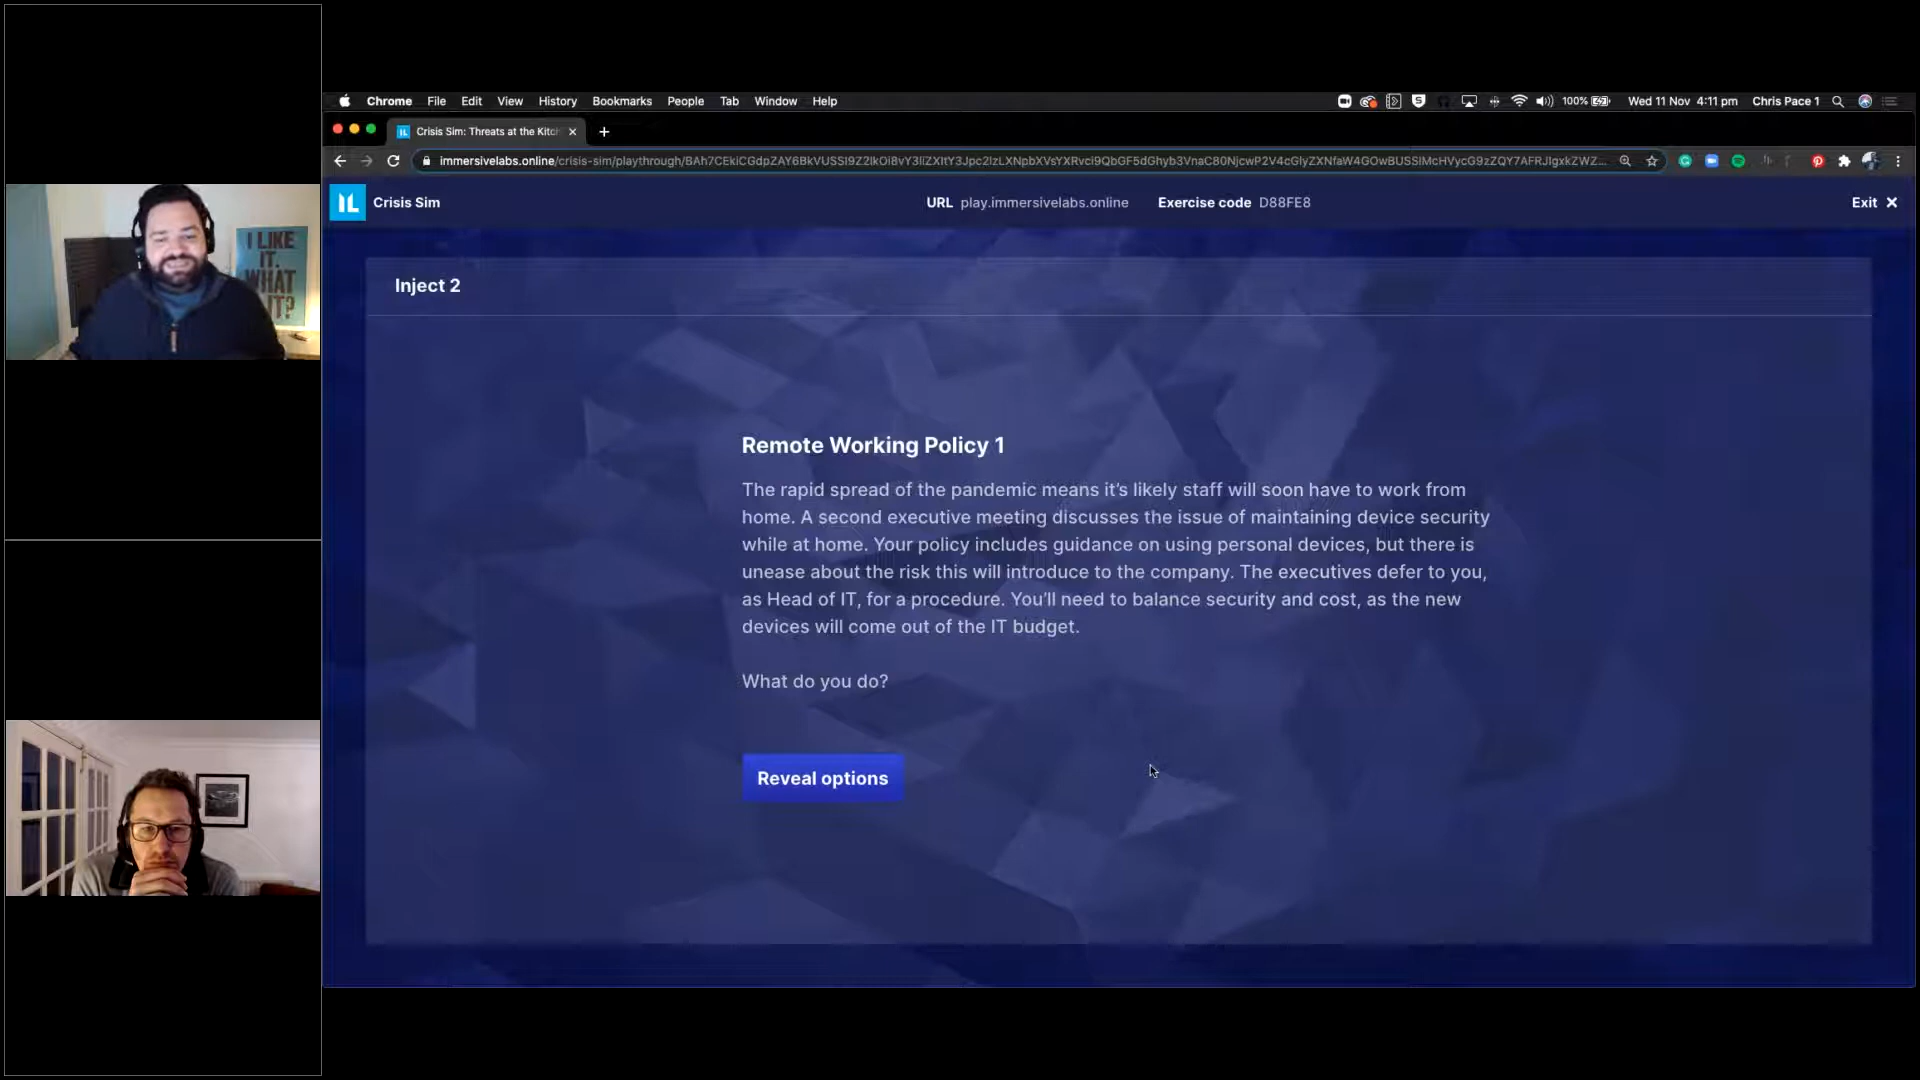 I LIKE
IT.
WHAT
IT?
Chrome File Edit View History Bookmarks People Tab Window Help
100% Wed 11 Nov 4:11 pm Chris Pace 1
Crisis Sim: Threats at the Kitch
immersivelabs.online/crisis-sim/playthrough/
IL Crisis Sim
URL play.immersivelabs.online Exercise code D88FE8
Exit
Inject 2
Remote Working Policy 1
The rapid spread of the pandemic means it's likely staff will soon have to work from
home. A second executive meeting discusses the issue of maintaining device security
while at home. Your policy includes guidance on using personal devices, but there is
unease about the risk this will introduce to the company. The executives defer to you,
as Head of IT, for a procedure. You'll need to balance security and cost, as the new
devices will come out of the IT budget.
What do you do?
Reveal options